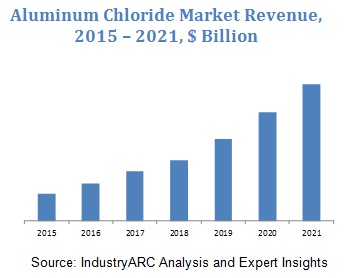 Aluminum Chloride Market Revenue,
2015 – 2021, $ Billion
2015 2016 2017 2018 2019 2020 2021
Source: IndustryARC Analysis and Expert Insights